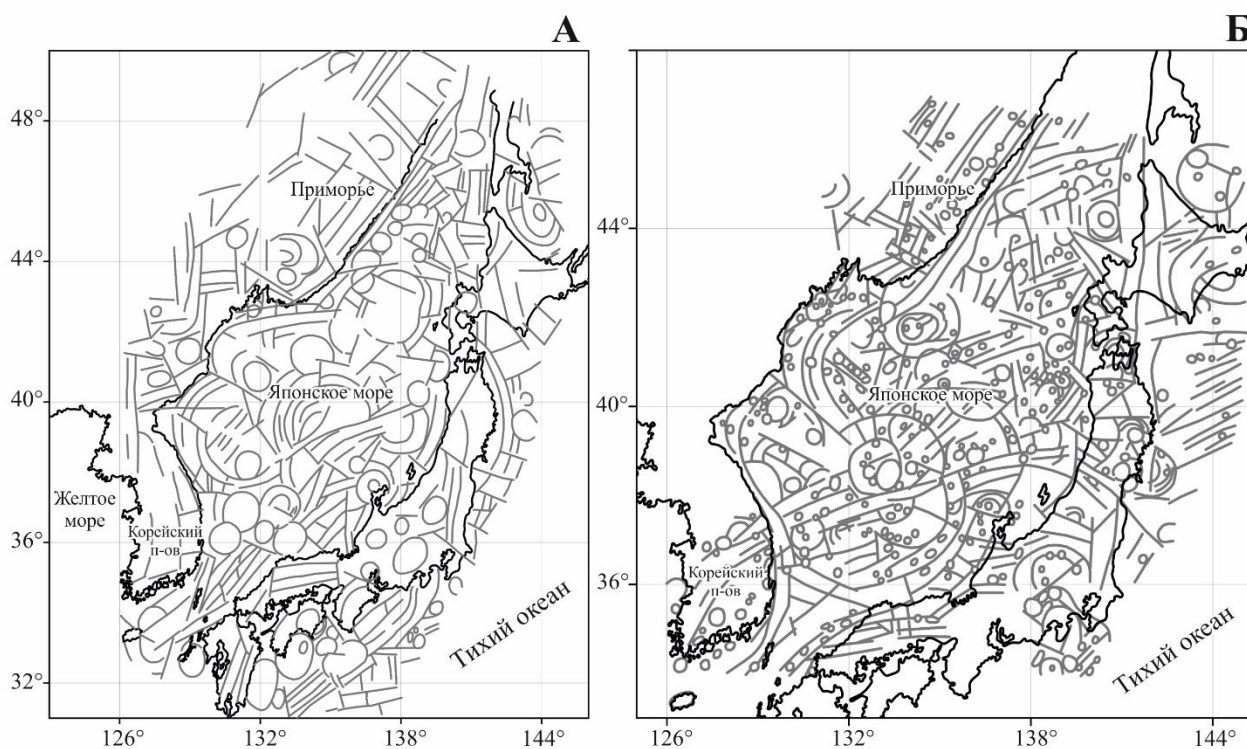 А
48°
44°
40°
36°
32°
Приморье
Японское море
Желтое
море
Корейский
п-ов
Тихий океан
126°
132°
138°
144°
Б
44°
40°
36°
Приморье
Японское море
Корейский
п-ов
Тихий океан
126°
132°
138°
144°